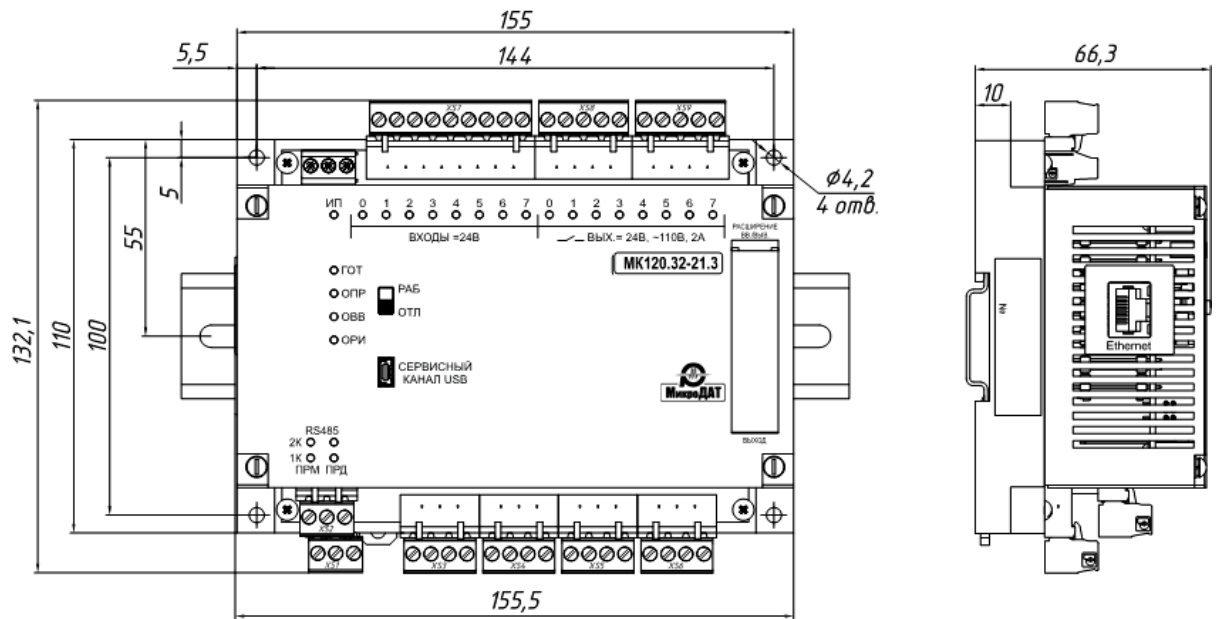 155
5,5
144
66,3
10
XS7
XS8
XS9
Ø4,2
4 отв.
5
55
100
110
132,1
ИП 0 1 2 3 4 5 6 7 0 1 2 3 4 5 6 7
ВХОДЫ =24В
ВЫХ.= 24В, ~110В, 2А
РАСШИРЕНИЕ
ВВ/ВЫВ
МК120.32-21.3
ГОТ
ОПР
ОВВ
ОРИ
РАБ
ОТЛ
СЕРВИСНЫЙ
КАНАЛ USB
МикроДАТ
ВЫХОД
RS485
2К
1К
ПРМ ПРД
XS2
XS1
XS3
XS4
XS5
XS6
155,5
№
Ethernet